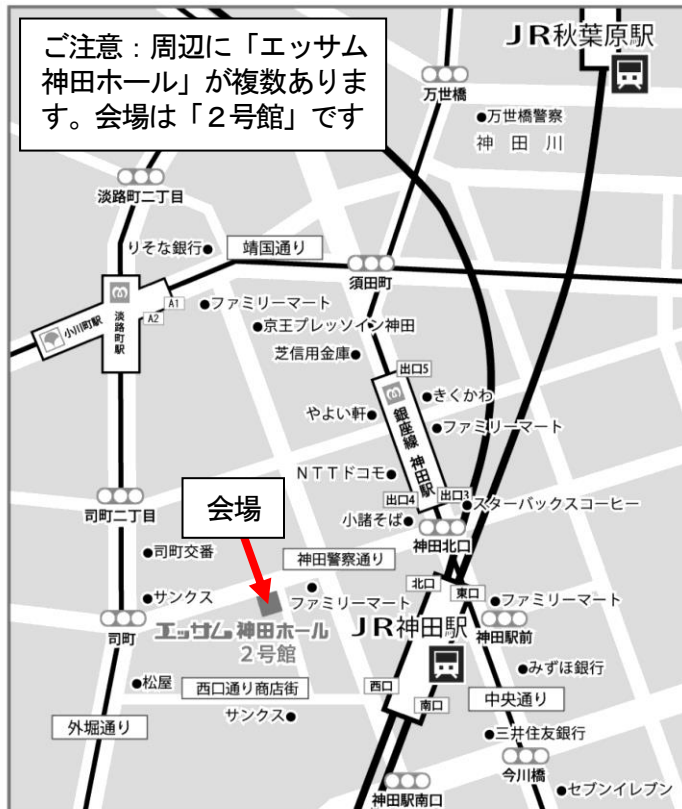 ご注意：周辺に「エッサム
神田ホール」が複数ありま
す。会場は「２号館」です
ＪＲ秋葉原駅
万世橋
●万世橋警察
神田川
淡路町二丁目
りそな銀行●
靖国通り
須田町
A1
A2
小川町駅
淡路町駅
●ファミリーマート
●京王プレッソイン神田
芝信用金庫●
出口5
●きくかわ
やよい軒●
銀座線 神田駅
●ファミリーマート
ＮＴＴドコモ●
出口4
出口3
●スターバックスコーヒー
小諸そば●
神田北口
司町二丁目
会場
●司町交番
神田警察通り
北口
東口
●サンクス
●ファミリーマート
●ファミリーマート
司町
エッサム 神田ホール
２号館
ＪＲ神田駅
神田駅前
●みずほ銀行
●松屋
西口通り商店街
西口
南口
中央通り
サンクス●
外堀通り
●三井住友銀行
今川橋
神田駅南口
●セブンイレブン